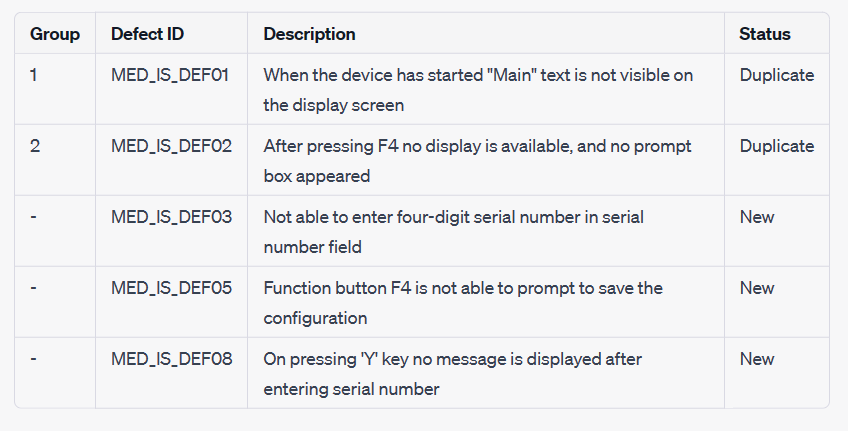 Group Defect ID Description Status
1 MED_IS_DEF01 When the device has started "Main" text is not visible on Duplicate
the display screen
2 MED_IS_DEF02 After pressing F4 no display is available, and no prompt Duplicate
box appeared
- MED_IS_DEF03 Not able to enter four-digit serial number in serial New
number field
- MED_IS_DEF05 Function button F4 is not able to prompt to save the New
configuration
- MED_IS_DEF08 On pressing 'Y' key no message is displayed after New
entering serial number